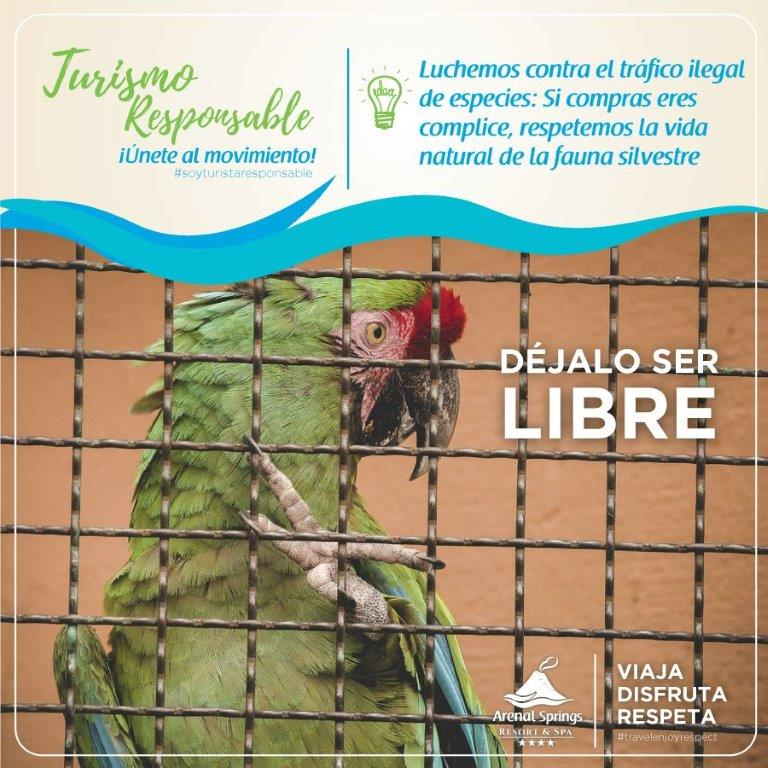 Turismo
Responsable
¡Únete al movimiento!
#soyturistaresponsable
Idea
Luchemos contra el tráfico ilegal
de especies: Si compras eres
complice, respetemos la vida
natural de la fauna silvestre
DÉJALO SER
LIBRE
Arenal Springs
RESORT & SPA
VIAJA
DISFRUTA
RESPETA
#travelenjoyrespect